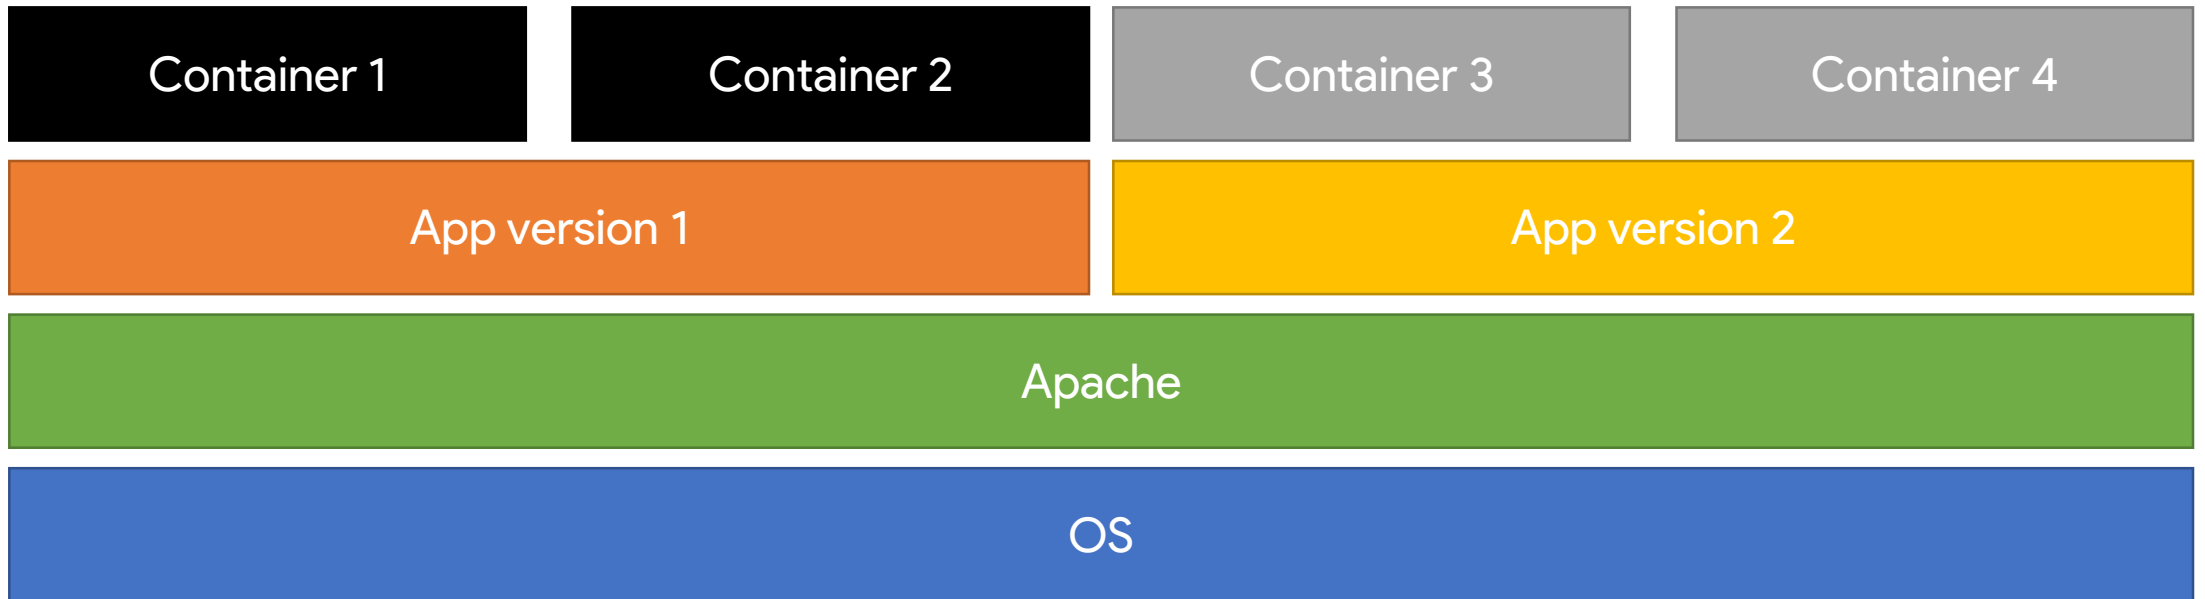 Container 1
Container 2
Container 3
Container 4
App version 1
App version 2
Apache
OS